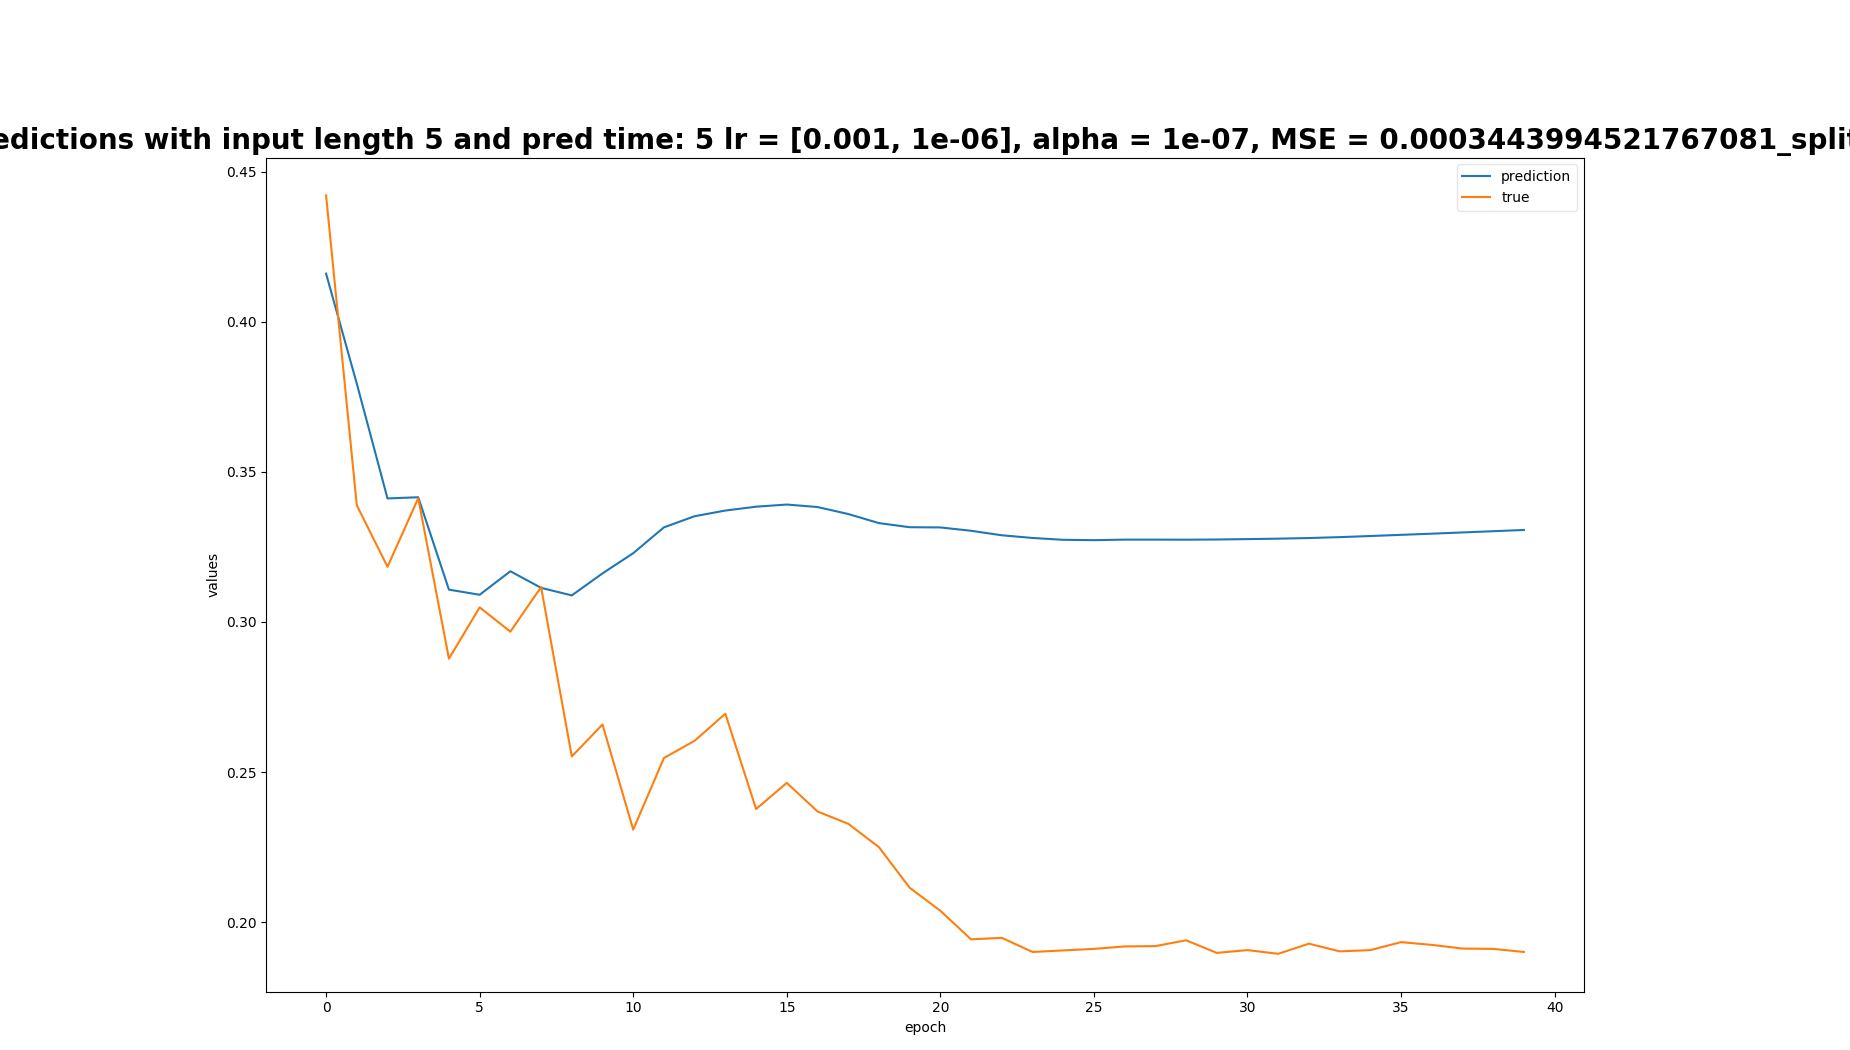 edictions with input length 5 and pred time: 5 lr = [0.001, 1e-06], alpha = 1e-07, MSE = 0.0003443994521767081_split
prediction
true
0.45
0.40
0.35
0.30
0.25
0.20
values
0 5 10 15 20 25 30 35 40
epoch